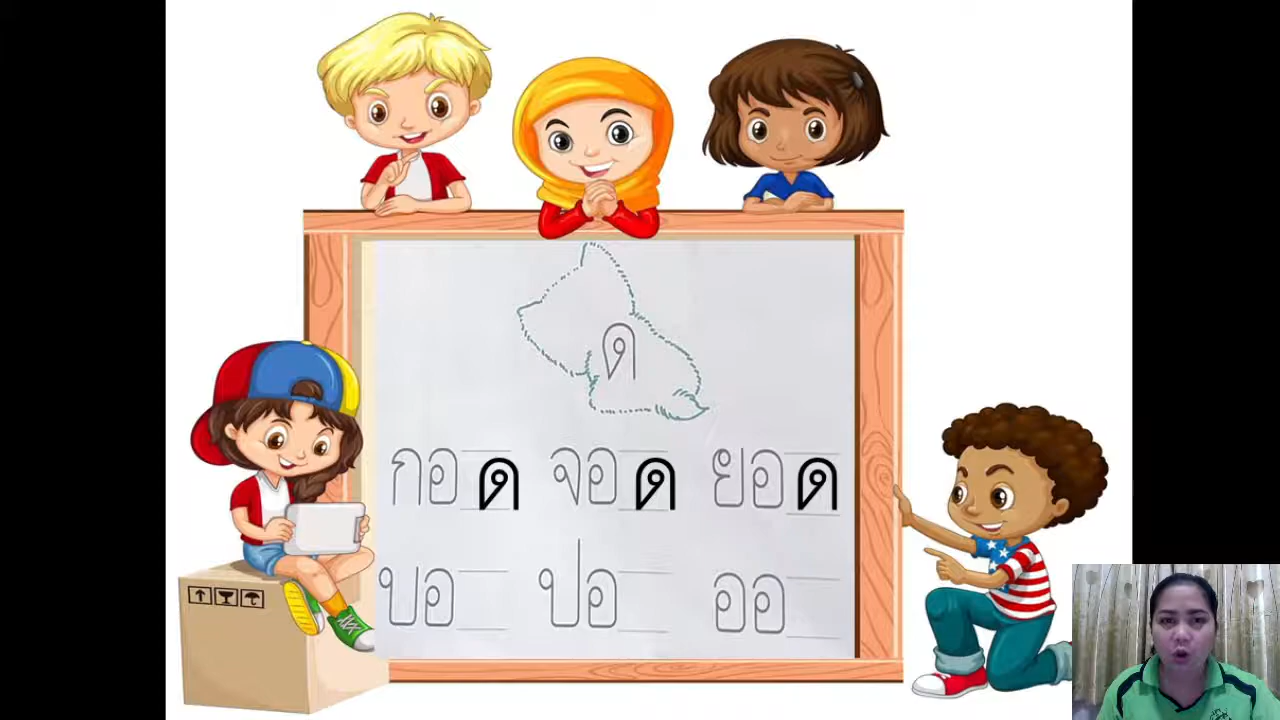 ด
กอด จอด ยอด
บอ ปอ ออ